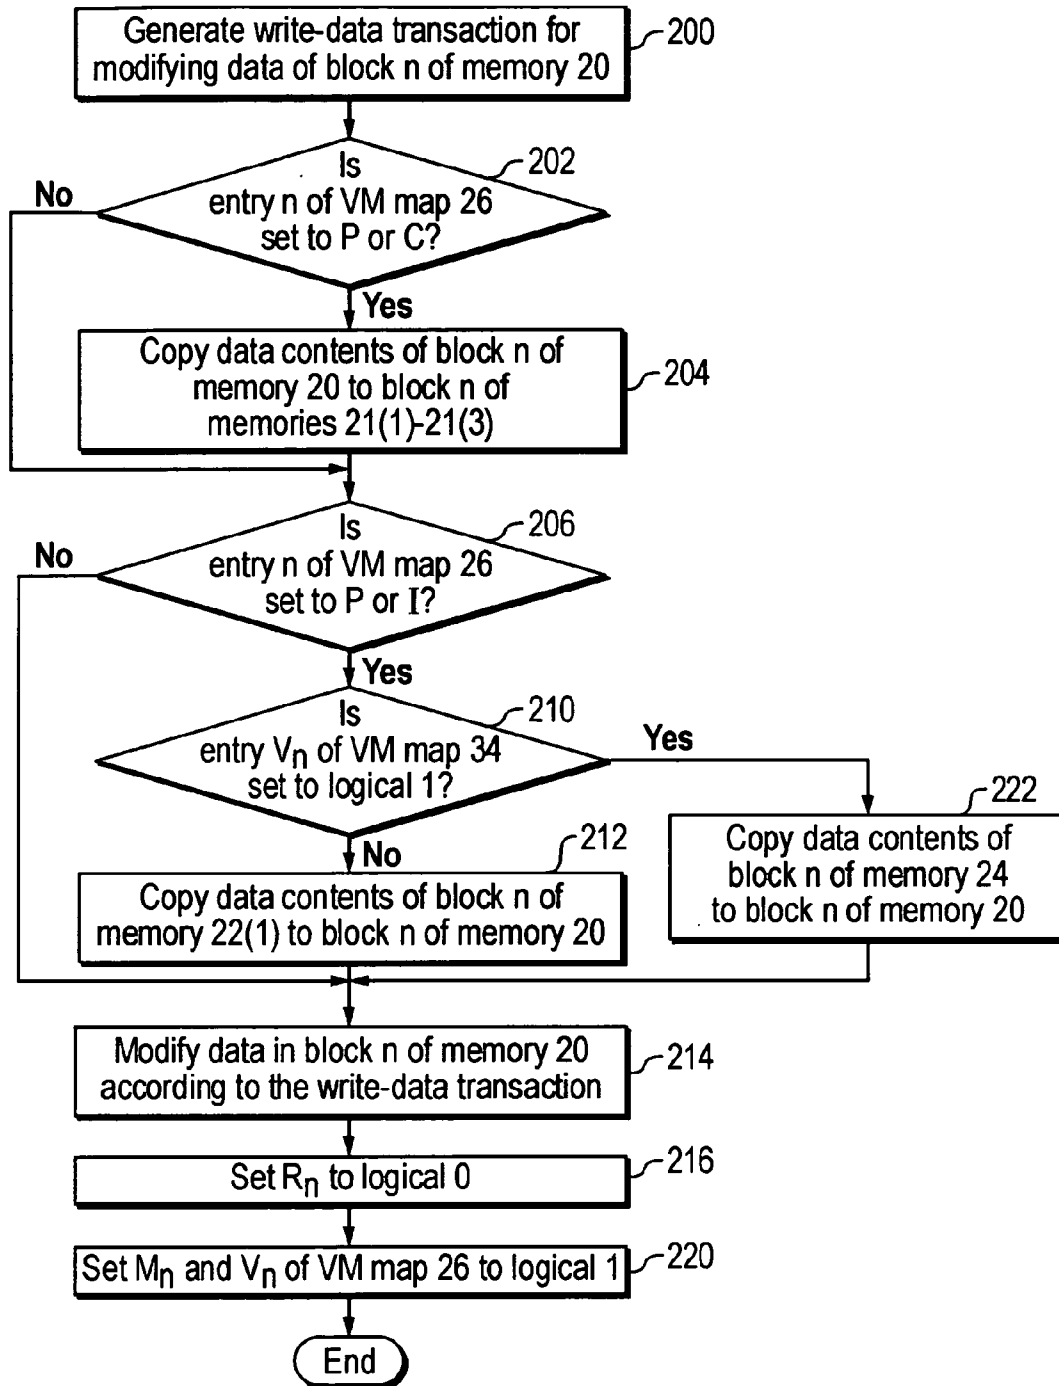 Generate write-data transaction for
modifying data of block n of memory 20
200
Is
entry n of VM map 26
set to P or C?
202
No
Yes
Copy data contents of block n of
memory 20 to block n of
memories 21(1)-21(3)
204
Is
entry n of VM map 26
set to P or I?
206
No
Yes
Is
entry Vn of VM map 34
set to logical 1?
210
Yes
No
212
Copy data contents of block n of
memory 22(1) to block n of memory 20
222
Copy data contents of
block n of memory 24
to block n of memory 20
Modify data in block n of memory 20
according to the write-data transaction
214
Set Rn to logical 0
216
Set Mn and Vn of VM map 26 to logical 1
220
End